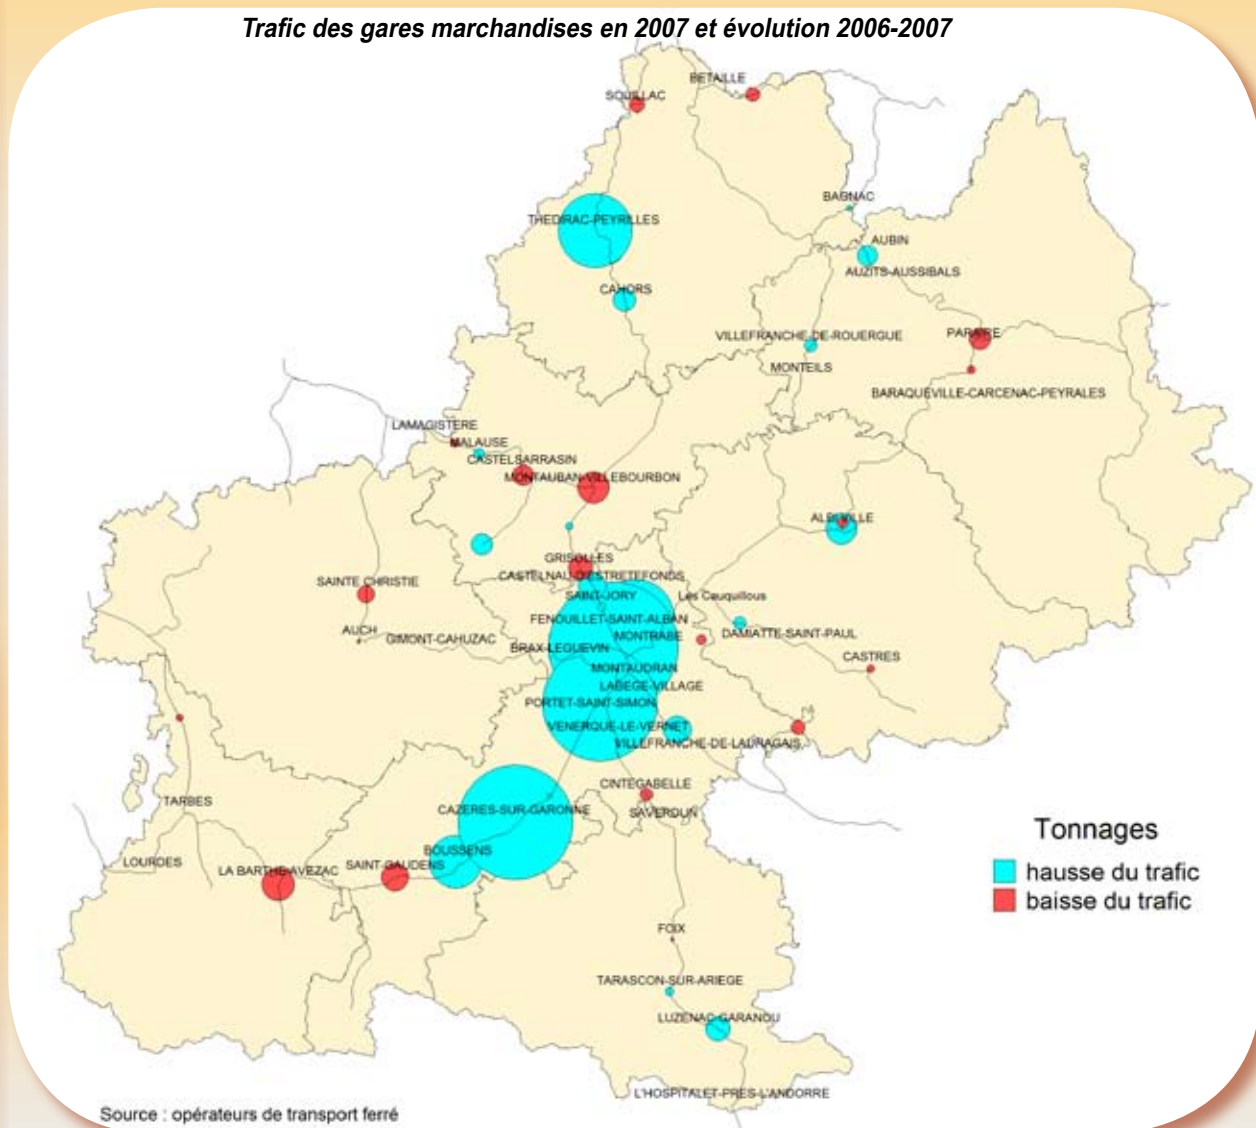 Trafic des gares marchandises en 2007 et évolution 2006-2007
SOUILLAC
BETAILLE
BAGNAC
THEDIRAC-PEYRILLES
AUBIN
AUZITS-AUSSIBALS
CAHORS
VILLEFRANCHE-DE-ROUERGUE
PARAIRE
MONTEILS
BARAQUEVILLE-CARCENAC-PEYRALES
LAMAGISTERE
MALAUSE
CASTELSARRASIN
MONTAUBAN-VILLEBOURBON
GRISOLLES
CASTELNAU-D'ESTRETEFONDS
SAINTE CHRISTIE
SAINT-JORY
Les Cauquillous
FENOUILLET-SAINT-ALBAN
AUCH
GIMONT-CAHUZAC
MONTRABE
DAMIATTE-SAINT-PAUL
BRAX-LEGUEVIN
CASTRES
MONTAUDRAN
LABEGE-VILLAGE
PORTET-SAINT-SIMON
VENERQUE-LE-VERNET
VILLEFRANCHE-DE-LAURAGAIS
CINTEGABELLE
TARBES
CAZERES-SUR-GARONNE
SAVERDUN
Tonnages
BOUSSENS
LOURDES
SAINT-GAUDENS
LA BARTHE-AVEZAC
hausse du trafic
baisse du trafic
FOIX
TARASCON-SUR-ARIEGE
LUZENAC-GARANOU
L'HOSPITALET-PRES-L'ANDORRE
Source : opérateurs de transport ferré